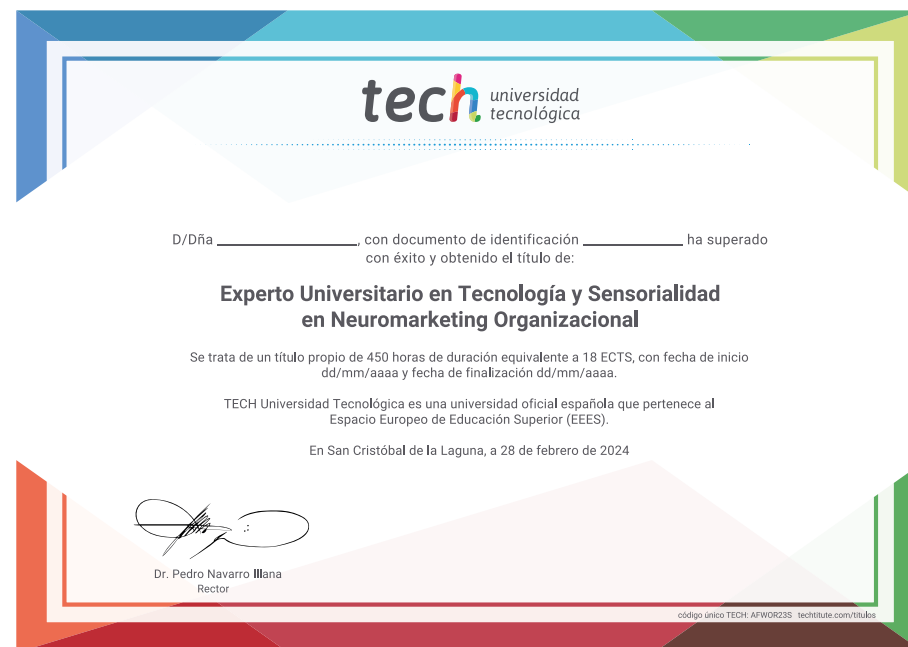 tech universidad
tecnológica
D/Dña ____________________, con documento de identificación ______________ ha superado
con éxito y obtenido el título de:
Experto Universitario en Tecnología y Sensorialidad
en Neuromarketing Organizacional
Se trata de un título propio de 450 horas de duración equivalente a 18 ECTS, con fecha de inicio
dd/mm/aaaa y fecha de finalización dd/mm/aaaa.
TECH Universidad Tecnológica es una universidad oficial española que pertenece al
Espacio Europeo de Educación Superior (EEES).
En San Cristóbal de la Laguna, a 28 de febrero de 2024
Dr. Pedro Navarro Illana
Rector
código único TECH: AFWOR23S techtitute.com/titulos